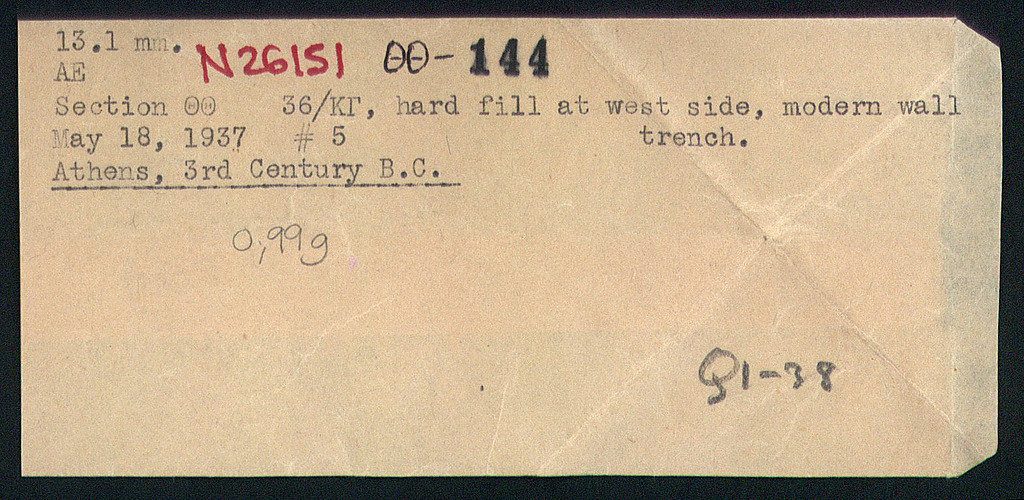 13.1 mm.
AE
N26151 ΘΘ-144
Section ΘΘ 36/ΚΓ, hard fill at west side, modern wall
May 18, 1937 # 5 trench.
Athens, 3rd Century B.C.
0,99g
Q1-38